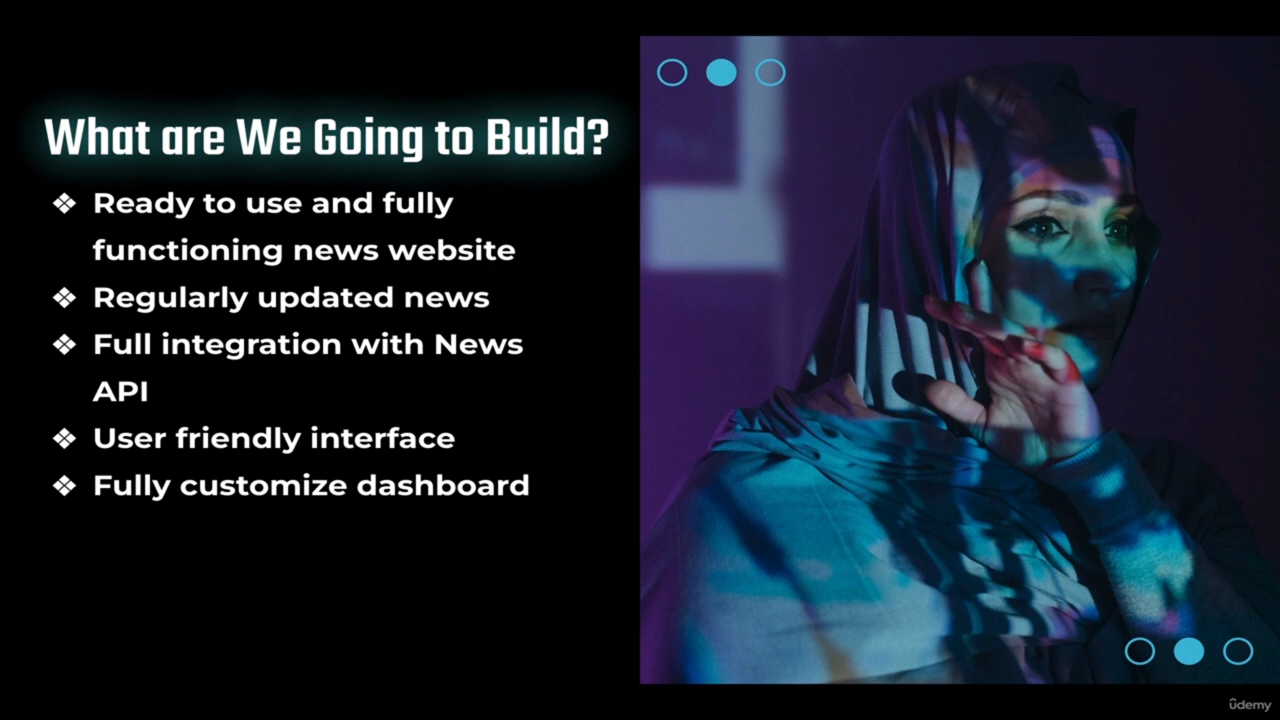 What are We Going to Build?
❖ Ready to use and fully
functioning news website
❖ Regularly updated news
❖ Full integration with News
API
❖ User friendly interface
❖ Fully customize dashboard
ûdemy